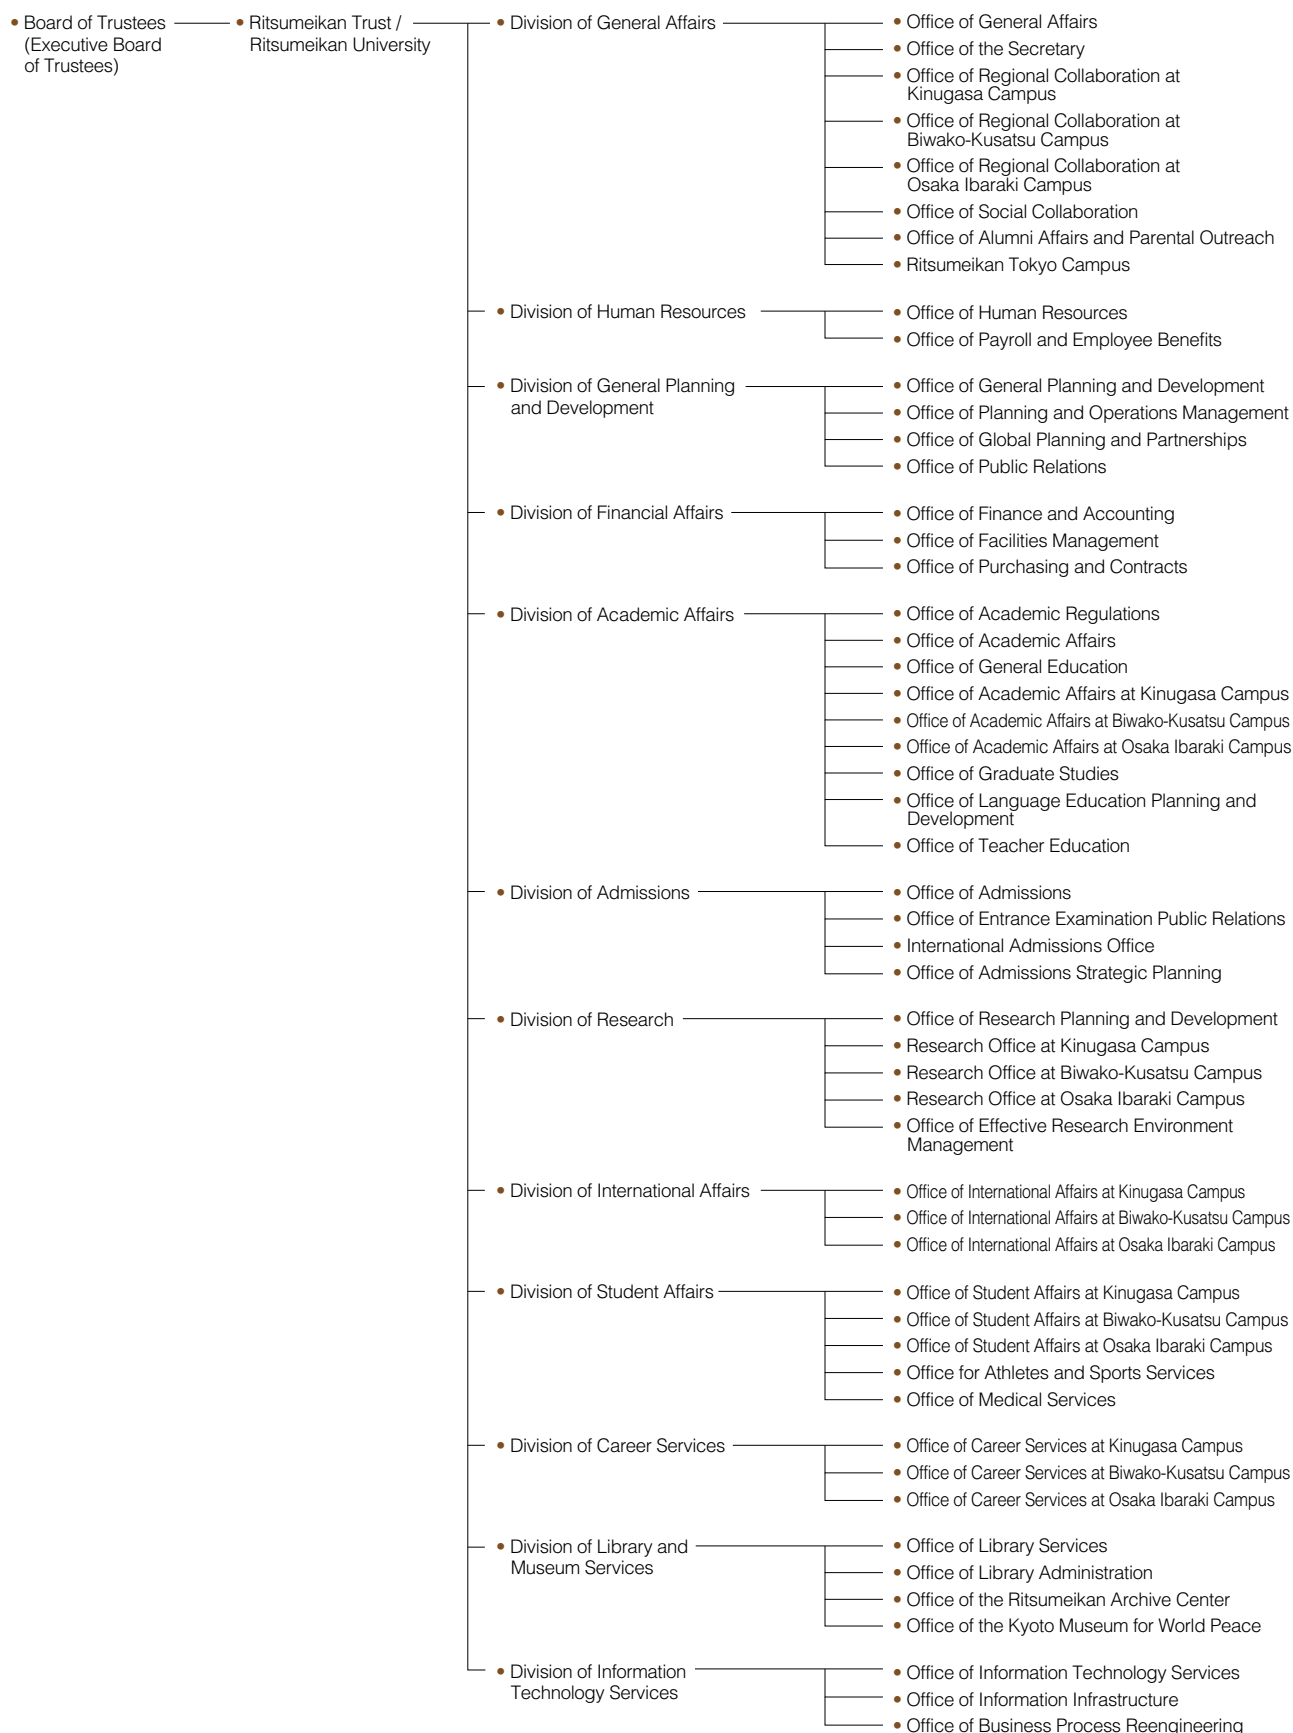 • Board of Trustees
(Executive Board
of Trustees)
• Ritsumeikan Trust /
Ritsumeikan University
• Division of General Affairs
• Office of General Affairs
• Office of the Secretary
• Office of Regional Collaboration at
Kinugasa Campus
• Office of Regional Collaboration at
Biwako-Kusatsu Campus
• Office of Regional Collaboration at
Osaka Ibaraki Campus
• Office of Social Collaboration
• Office of Alumni Affairs and Parental Outreach
• Ritsumeikan Tokyo Campus
• Division of Human Resources
• Office of Human Resources
• Office of Payroll and Employee Benefits
• Division of General Planning
and Development
• Office of General Planning and Development
• Office of Planning and Operations Management
• Office of Global Planning and Partnerships
• Office of Public Relations
• Division of Financial Affairs
• Office of Finance and Accounting
• Office of Facilities Management
• Office of Purchasing and Contracts
• Division of Academic Affairs
• Office of Academic Regulations
• Office of Academic Affairs
• Office of General Education
• Office of Academic Affairs at Kinugasa Campus
• Office of Academic Affairs at Biwako-Kusatsu Campus
• Office of Academic Affairs at Osaka Ibaraki Campus
• Office of Graduate Studies
• Office of Language Education Planning and
Development
• Office of Teacher Education
• Division of Admissions
• Office of Admissions
• Office of Entrance Examination Public Relations
• International Admissions Office
• Office of Admissions Strategic Planning
• Division of Research
• Office of Research Planning and Development
• Research Office at Kinugasa Campus
• Research Office at Biwako-Kusatsu Campus
• Research Office at Osaka Ibaraki Campus
• Office of Effective Research Environment
Management
• Division of International Affairs
• Office of International Affairs at Kinugasa Campus
• Office of International Affairs at Biwako-Kusatsu Campus
• Office of International Affairs at Osaka Ibaraki Campus
• Division of Student Affairs
• Office of Student Affairs at Kinugasa Campus
• Office of Student Affairs at Biwako-Kusatsu Campus
• Office of Student Affairs at Osaka Ibaraki Campus
• Office for Athletes and Sports Services
• Office of Medical Services
• Division of Career Services
• Office of Career Services at Kinugasa Campus
• Office of Career Services at Biwako-Kusatsu Campus
• Office of Career Services at Osaka Ibaraki Campus
• Division of Library and
Museum Services
• Office of Library Services
• Office of Library Administration
• Office of the Ritsumeikan Archive Center
• Office of the Kyoto Museum for World Peace
• Division of Information
Technology Services
• Office of Information Technology Services
• Office of Information Infrastructure
• Office of Business Process Reengineering